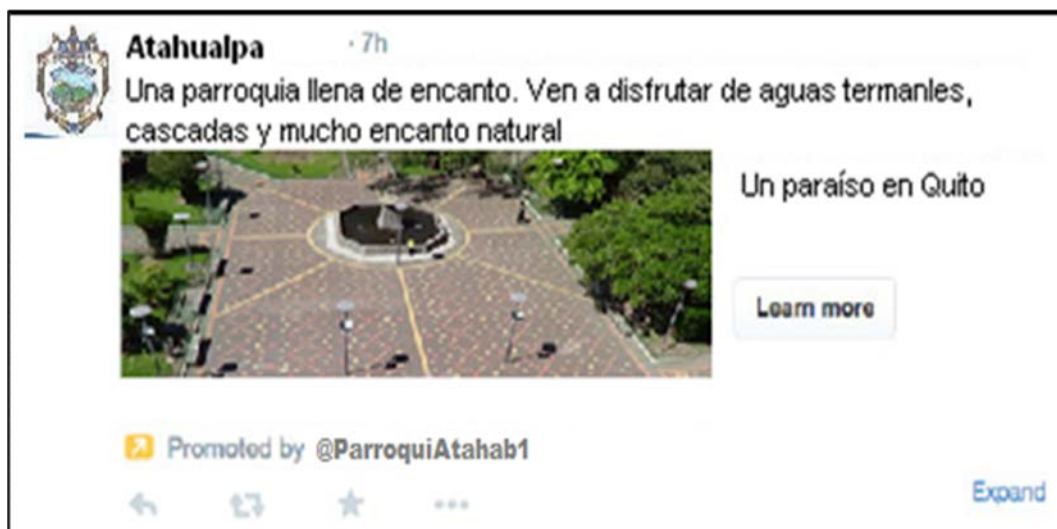 Atahualpa · 7h
Una parroquia llena de encanto. Ven a disfrutar de aguas termanles,
cascadas y mucho encanto natural
Un paraíso en Quito
Learn more
Promoted by @ParroquiAtahab1
Expand